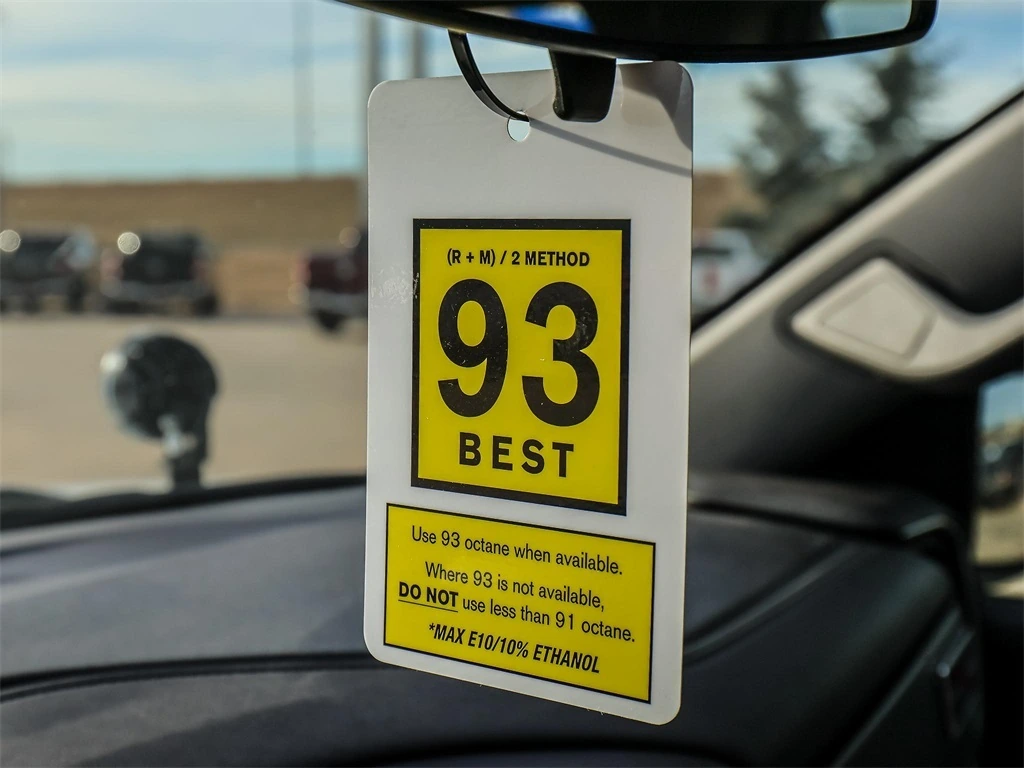 (R + M) / 2 METHOD
93
BEST
Use 93 octane when available.
Where 93 is not available,
DO NOT use less than 91 octane.
*MAX E10/10% ETHANOL